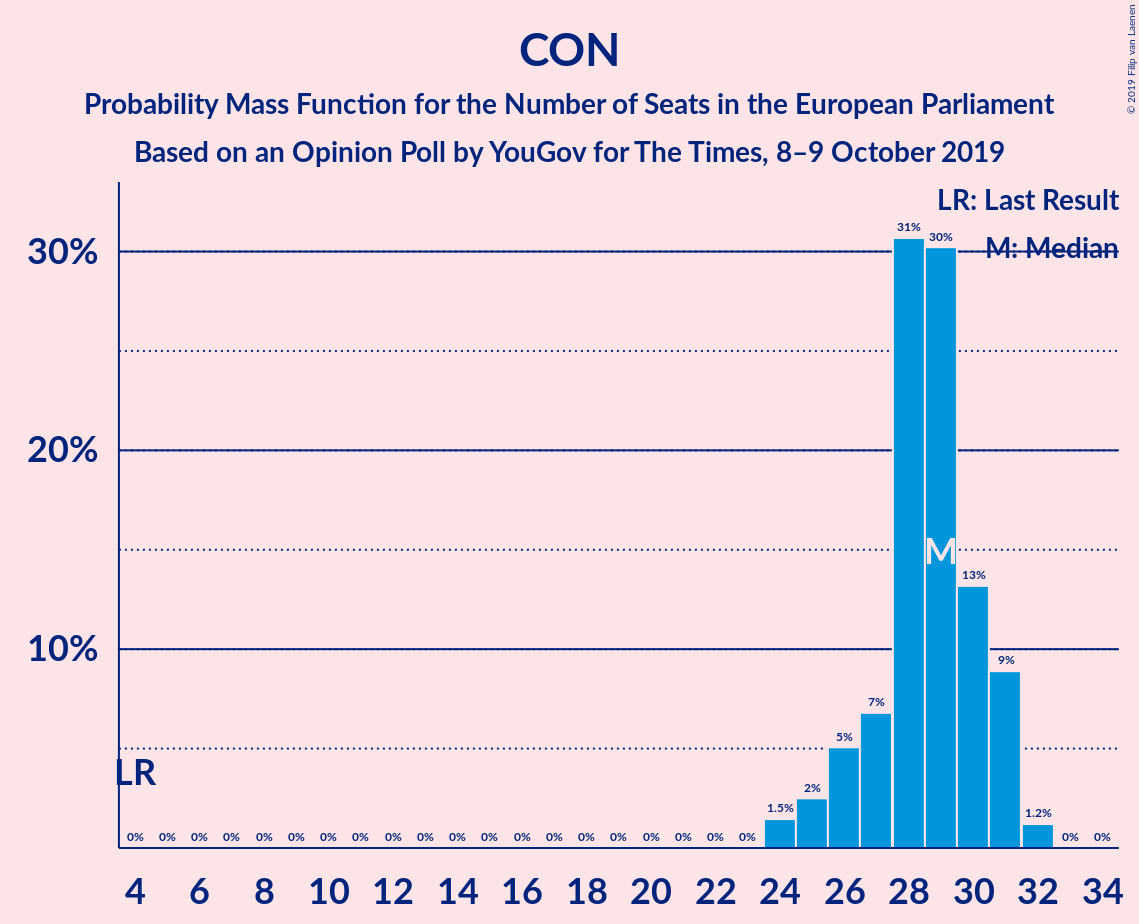 CON
Probability Mass Function for the Number of Seats in the European Parliament
Based on an Opinion Poll by YouGov for The Times, 8–9 October 2019
© 2019 Filip van Laenen
LR: Last Result
M: Median
30%
20%
10%
31%
30%
M
13%
9%
7%
5%
LR
1.5%
2%
1.2%
0% 0% 0% 0% 0% 0% 0% 0% 0% 0% 0% 0% 0% 0% 0% 0% 0% 0% 0% 0% 0% 0%
4 6 8 10 12 14 16 18 20 22 24 26 28 30 32 34